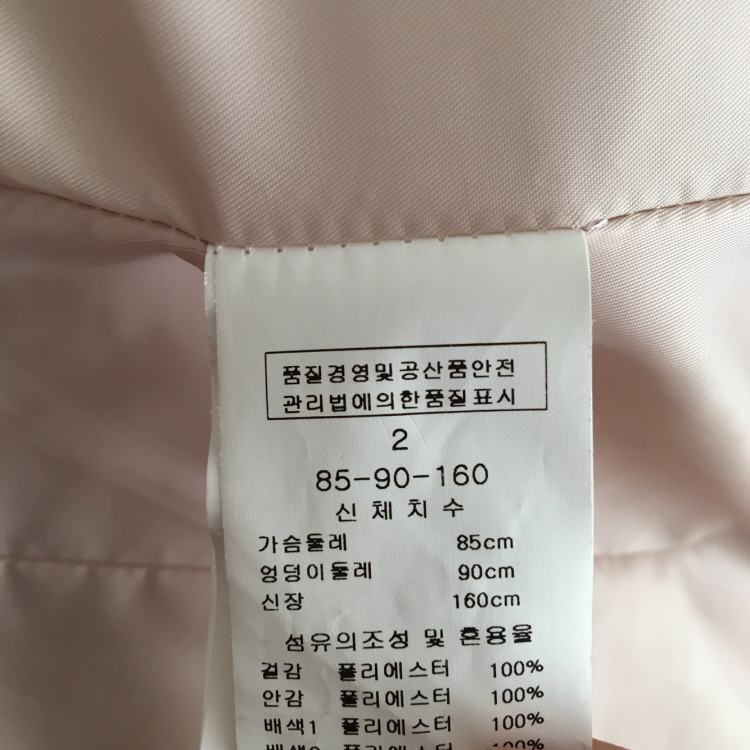 품질경영및공산품안전
관리법에의한품질표시
2
85-90-160
신체치수
가슴둘레 85cm
엉덩이둘레 90cm
신장 160cm
섬유의조성 및 혼용율
겉감 폴리에스터 100%
안감 폴리에스터 100%
배색1 폴리에스터 100%